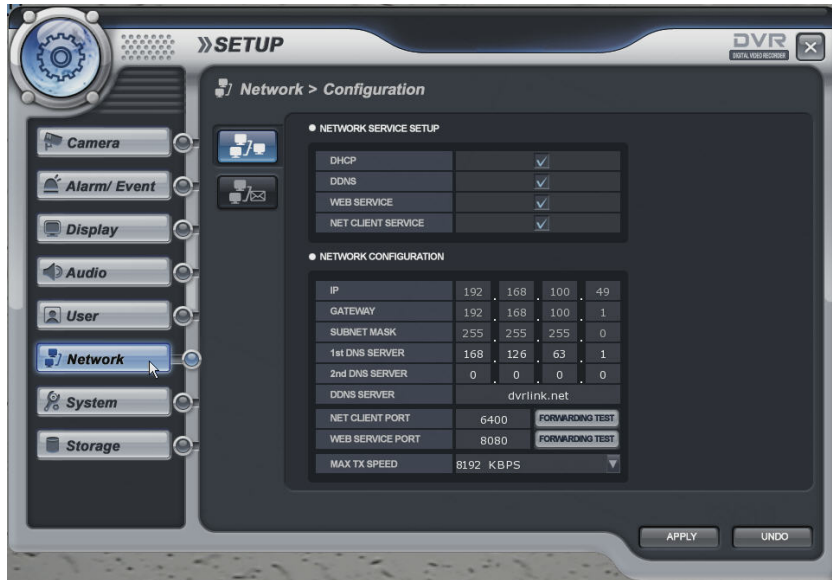 SETUP
DVR
DIGITAL VIDEO RECORDER
Network > Configuration
Camera
Alarm/ Event
Display
Audio
User
Network
System
Storage
NETWORK SERVICE SETUP
DHCP
DDNS
WEB SERVICE
NET CLIENT SERVICE
NETWORK CONFIGURATION
IP 192 . 168 . 100 . 49
GATEWAY 192 . 168 . 100 . 1
SUBNET MASK 255 . 255 . 255 . 0
1st DNS SERVER 168 . 126 . 63 . 1
2nd DNS SERVER 0 . 0 . 0 . 0
DDNS SERVER dvrlink.net
NET CLIENT PORT 6400 FORWARDING TEST
WEB SERVICE PORT 8080 FORWARDING TEST
MAX TX SPEED 8192 KBPS
APPLY UNDO